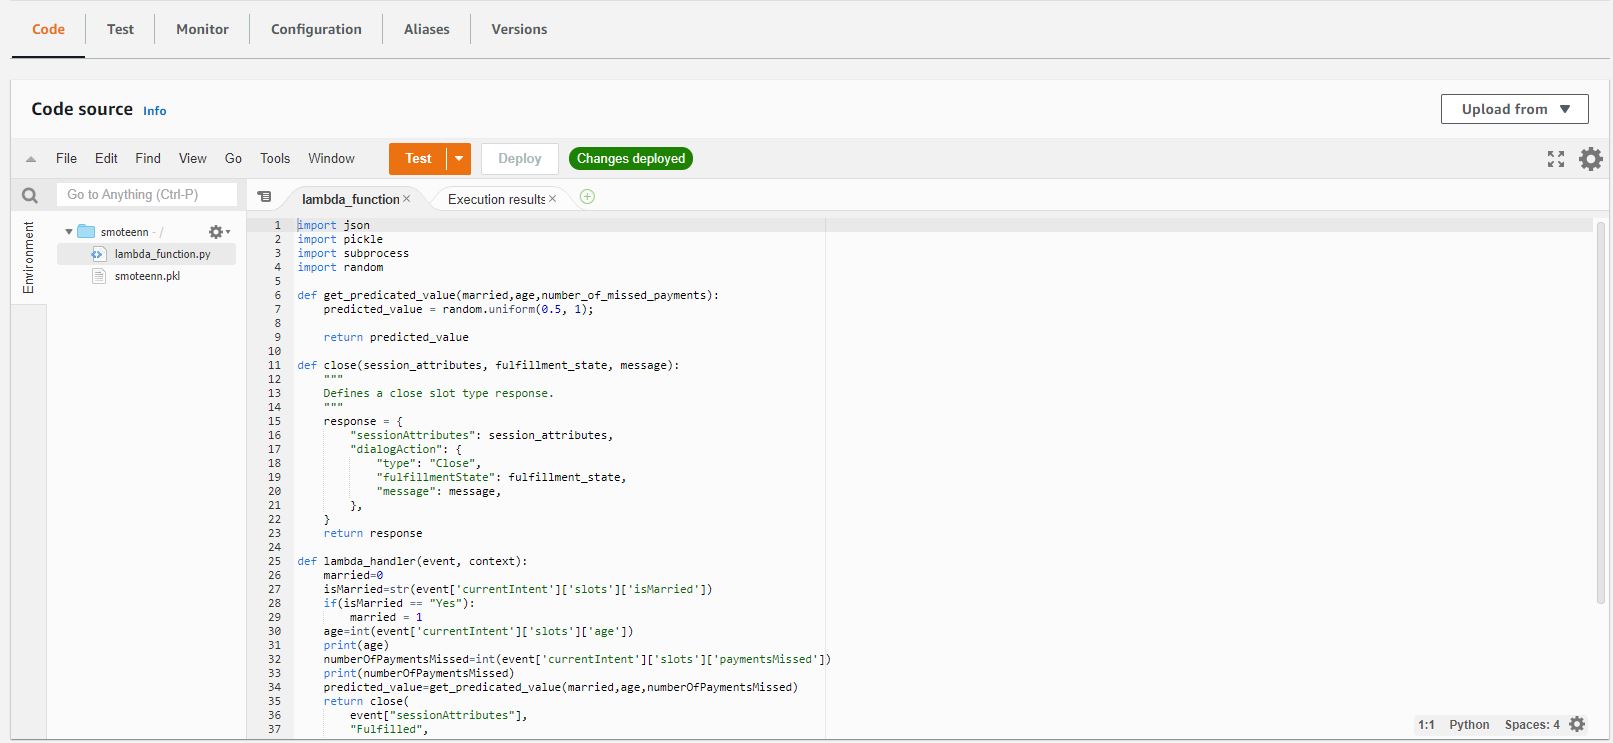 Code Test Monitor Configuration Aliases Versions
Code source Info
Upload from
File Edit Find View Go Tools Window Test Deploy Changes deployed
Go to Anything (Ctrl-P)
lambda_function × Execution results ×
Environment
smoteenn - /
lambda_function.py
smoteenn.pkl
1 import json
2 import pickle
3 import subprocess
4 import random
5
6 def get_predicated_value(married,age,number_of_missed_payments):
7 predicted_value = random.uniform(0.5, 1);
8
9 return predicted_value
10
11 def close(session_attributes, fulfillment_state, message):
12 """
13 Defines a close slot type response.
14 """
15 response = {
16 "sessionAttributes": session_attributes,
17 "dialogAction": {
18 "type": "Close",
19 "fulfillmentState": fulfillment_state,
20 "message": message,
21 },
22 }
23 return response
24
25 def lambda_handler(event, context):
26 married=0
27 isMarried=str(event['currentIntent']['slots']['isMarried'])
28 if(isMarried == "Yes"):
29 married = 1
30 age=int(event['currentIntent']['slots']['age'])
31 print(age)
32 numberOfPaymentsMissed=int(event['currentIntent']['slots']['paymentsMissed'])
33 print(numberOfPaymentsMissed)
34 predicted_value=get_predicated_value(married,age,numberOfPaymentsMissed)
35 return close(
36 event["sessionAttributes"],
37 "Fulfilled",
1:1 Python Spaces: 4